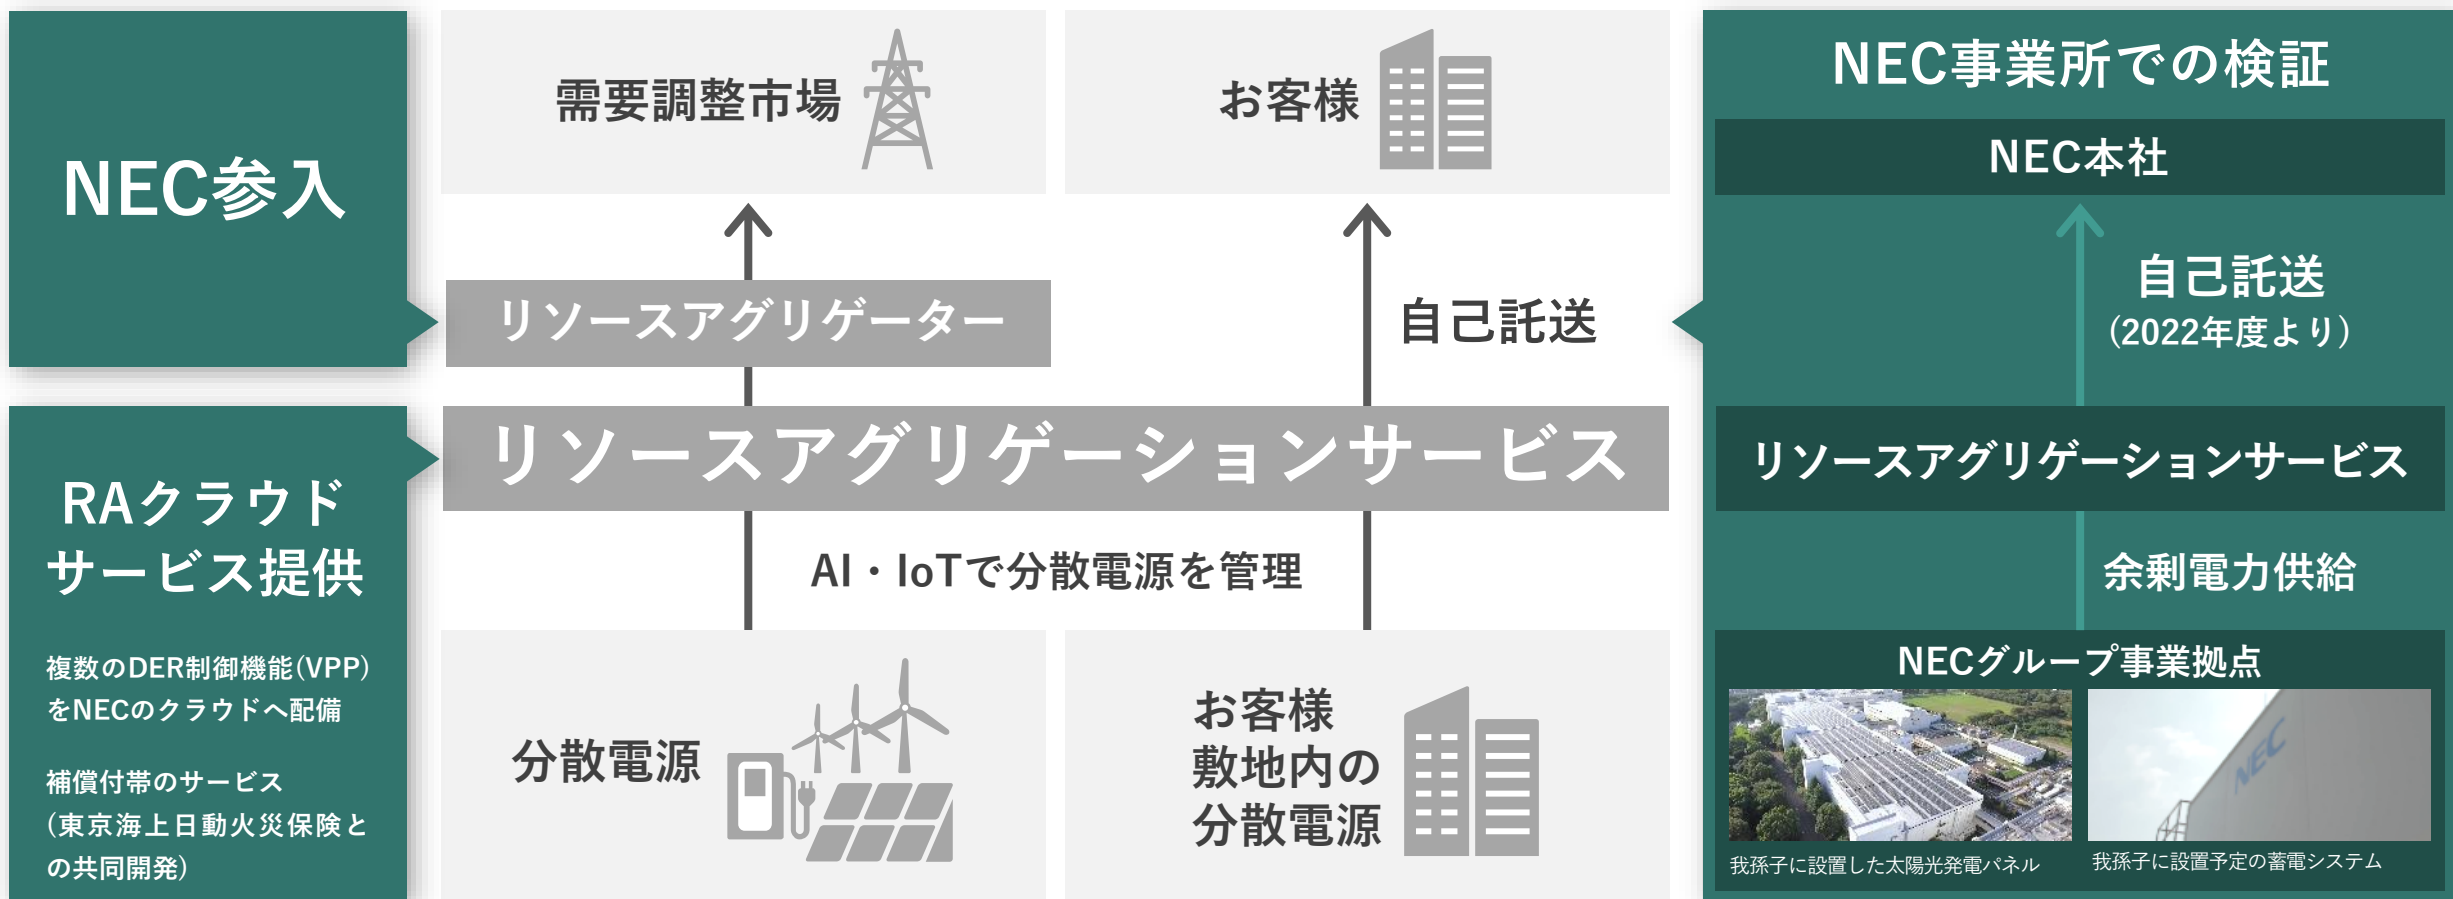 NEC参入
RAクラウド
サービス提供
複数のDER制御機能(VPP)
をNECのクラウドへ配備
補償付帯のサービス
(東京海上日動火災保険と
の共同開発)
需要調整市場
お客様
リソースアグリゲーター
自己託送
リソースアグリゲーションサービス
AI・IoTで分散電源を管理
分散電源
お客様
敷地内の
分散電源
NEC事業所での検証
NEC本社
自己託送
(2022年度より)
リソースアグリゲーションサービス
余剰電力供給
NECグループ事業拠点
NEC
我孫子に設置した太陽光発電パネル
我孫子に設置予定の蓄電システム